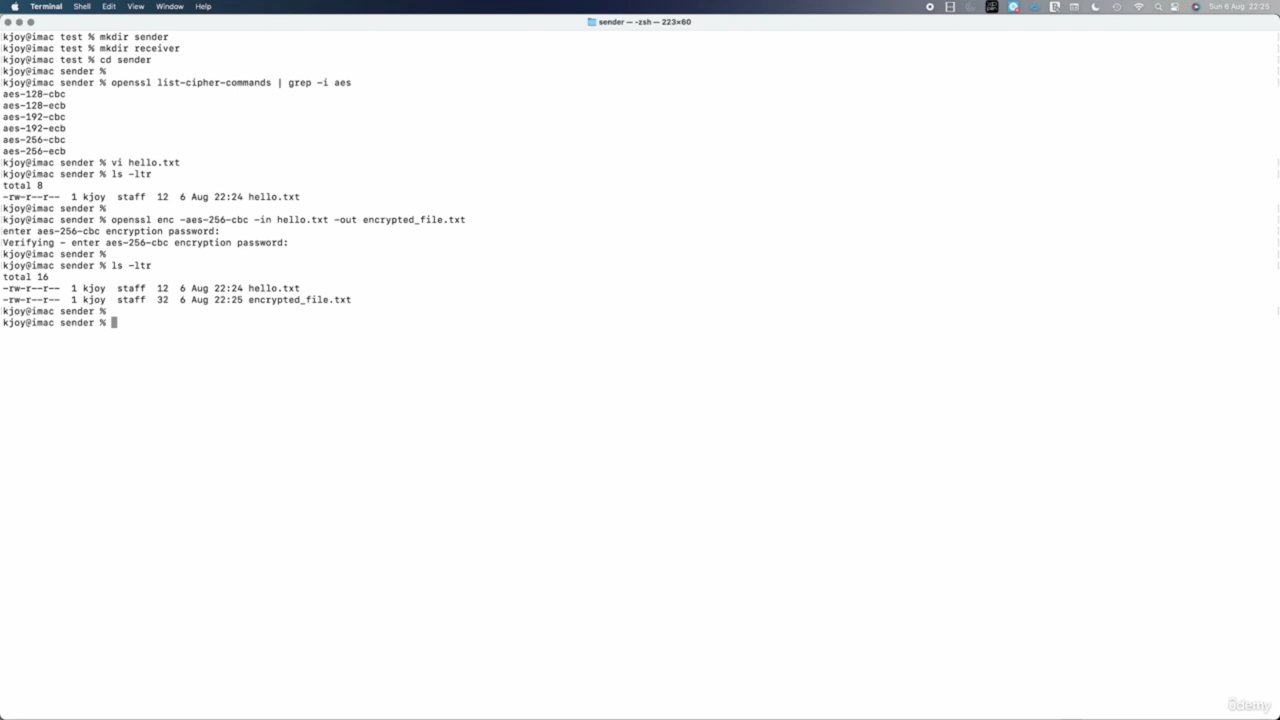 Terminal Shell Edit View Window Help Sun 6 Aug 22:25
sender — -zsh — 223×60
kjoy@imac test % mkdir sender
kjoy@imac test % mkdir receiver
kjoy@imac test % cd sender
kjoy@imac sender %
kjoy@imac sender % openssl list-cipher-commands | grep -i aes
aes-128-cbc
aes-128-ecb
aes-192-cbc
aes-192-ecb
aes-256-cbc
aes-256-ecb
kjoy@imac sender % vi hello.txt
kjoy@imac sender % ls -ltr
total 8
-rw-r--r-- 1 kjoy staff 12 6 Aug 22:24 hello.txt
kjoy@imac sender %
kjoy@imac sender % openssl enc -aes-256-cbc -in hello.txt -out encrypted_file.txt
enter aes-256-cbc encryption password:
Verifying - enter aes-256-cbc encryption password:
kjoy@imac sender %
kjoy@imac sender % ls -ltr
total 16
-rw-r--r-- 1 kjoy staff 12 6 Aug 22:24 hello.txt
-rw-r--r-- 1 kjoy staff 32 6 Aug 22:25 encrypted_file.txt
kjoy@imac sender %
kjoy@imac sender %
ûdemy